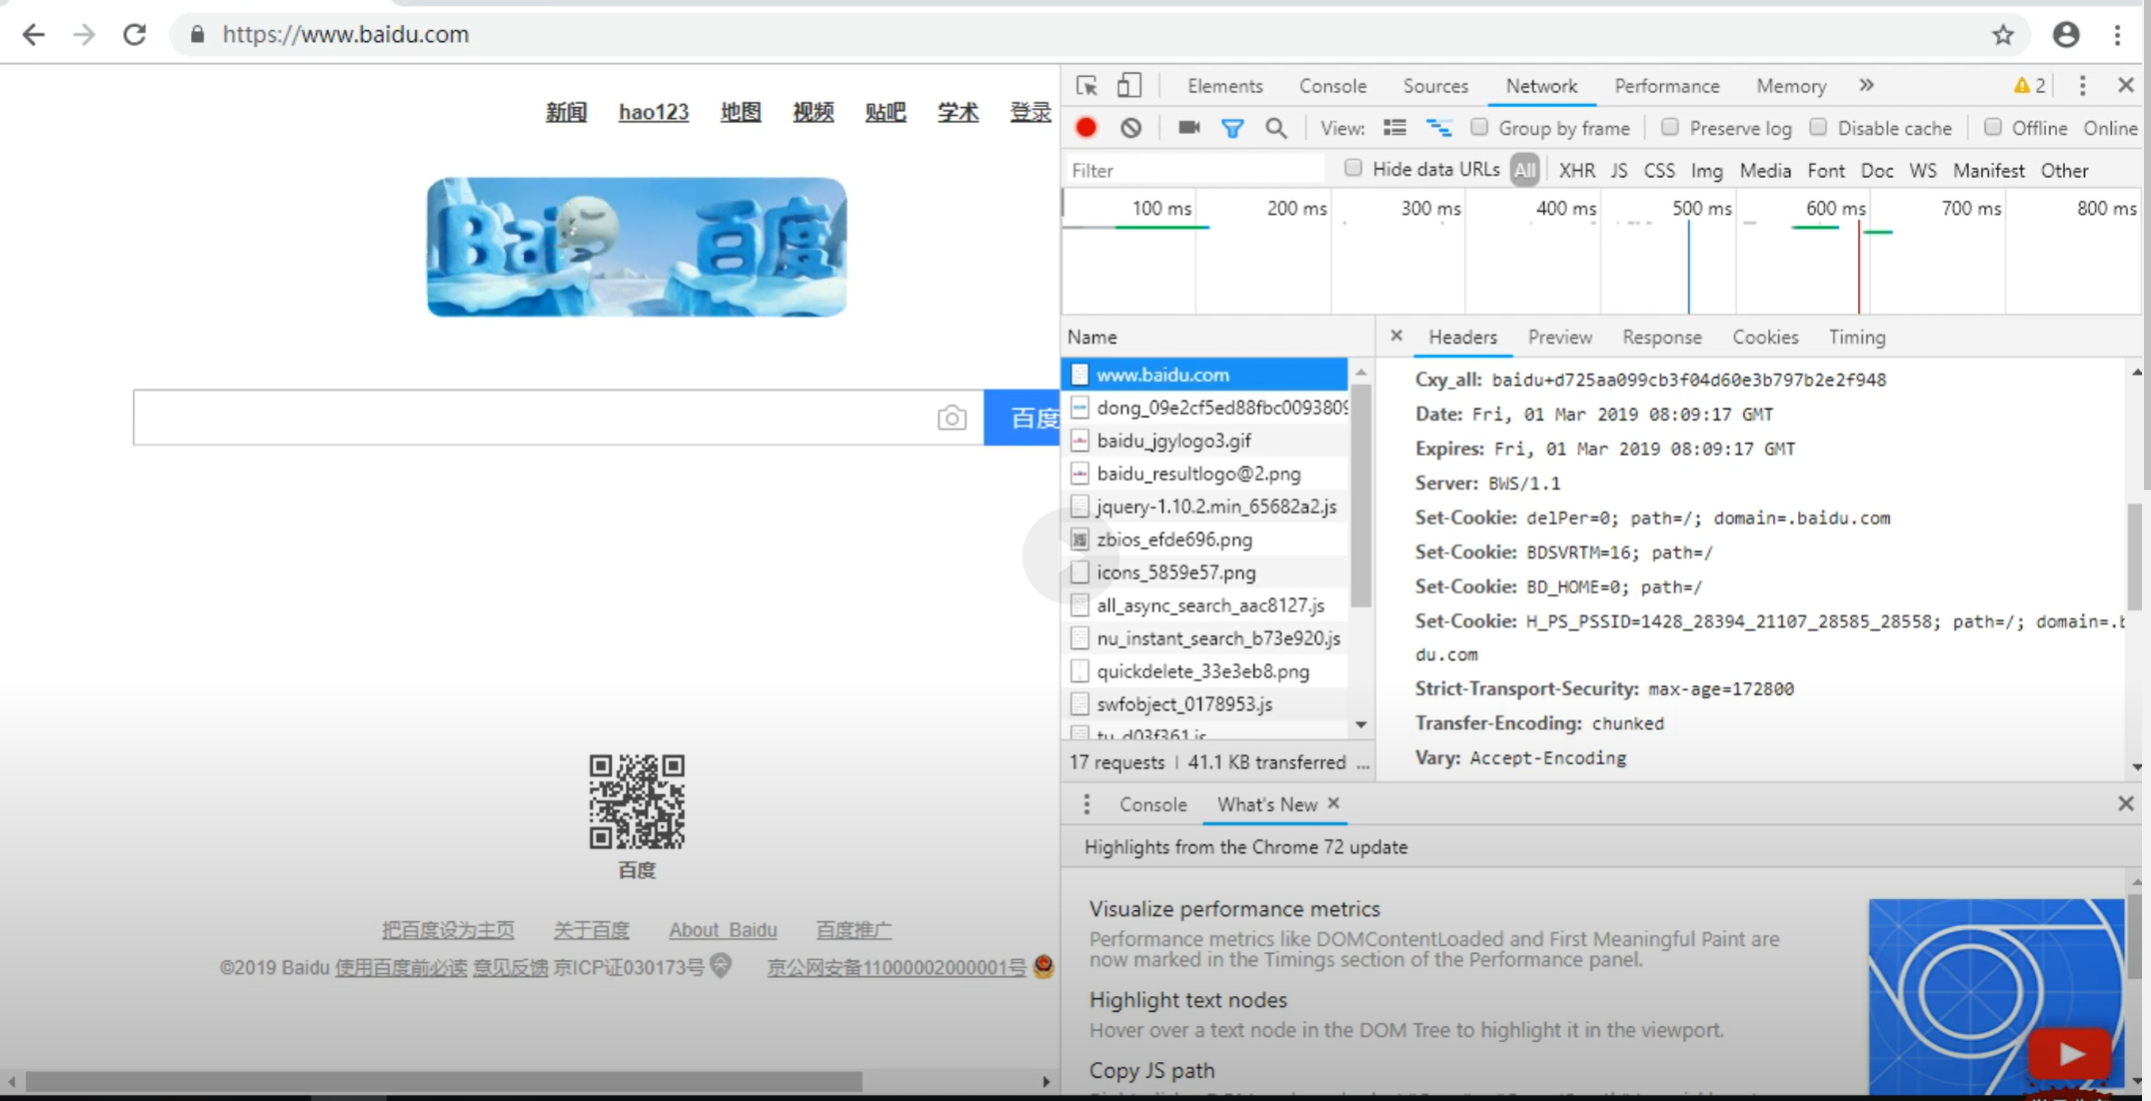 https://www.baidu.com
新闻 hao123 地图 视频 贴吧 学术 登录
Bai 百度
百度
百度
把百度设为主页 关于百度 About Baidu 百度推广
©2019 Baidu 使用百度前必读 意见反馈 京ICP证030173号 京公网安备11000002000001号
Elements Console Sources Network Performance Memory » 2
View: Group by frame Preserve log Disable cache Offline Online
Filter Hide data URLs All XHR JS CSS Img Media Font Doc WS Manifest Other
100 ms 200 ms 300 ms 400 ms 500 ms 600 ms 700 ms 800 ms
Name
www.baidu.com
dong_09e2cf5ed88fbc0093809
baidu_jgylogo3.gif
baidu_resultlogo@2.png
jquery-1.10.2.min_65682a2.js
zbios_efde696.png
icons_5859e57.png
all_async_search_aac8127.js
nu_instant_search_b73e920.js
quickdelete_33e3eb8.png
swfobject_0178953.js
tu_d03f361.js
17 requests | 41.1 KB transferred ...
Headers Preview Response Cookies Timing
Cxy_all: baidu+d725aa099cb3f04d60e3b797b2e2f948
Date: Fri, 01 Mar 2019 08:09:17 GMT
Expires: Fri, 01 Mar 2019 08:09:17 GMT
Server: BWS/1.1
Set-Cookie: delPer=0; path=/; domain=.baidu.com
Set-Cookie: BDSVRTM=16; path=/
Set-Cookie: BD_HOME=0; path=/
Set-Cookie: H_PS_PSSID=1428_28394_21107_28585_28558; path=/; domain=.b
du.com
Strict-Transport-Security: max-age=172800
Transfer-Encoding: chunked
Vary: Accept-Encoding
Console What's New
Highlights from the Chrome 72 update
Visualize performance metrics
Performance metrics like DOMContentLoaded and First Meaningful Paint are
now marked in the Timings section of the Performance panel.
Highlight text nodes
Hover over a text node in the DOM Tree to highlight it in the viewport.
Copy JS path